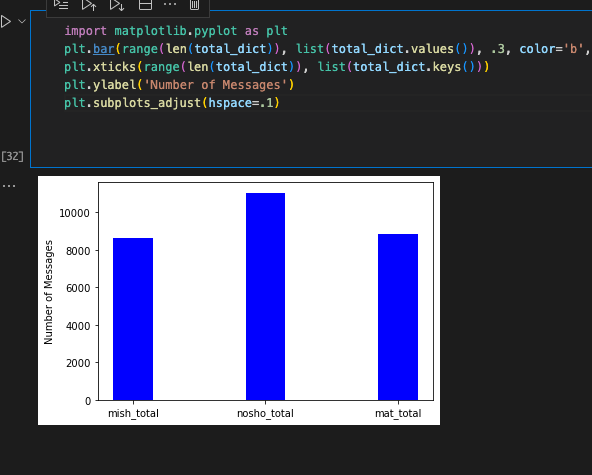 import matplotlib.pyplot as plt
plt.bar(range(len(total_dict)), list(total_dict.values()), .3, color='b',
plt.xticks(range(len(total_dict)), list(total_dict.keys()))
plt.ylabel('Number of Messages')
plt.subplots_adjust(hspace=.1)
[32]
...
Number of Messages
10000
8000
6000
4000
2000
0
mish_total nosho_total mat_total